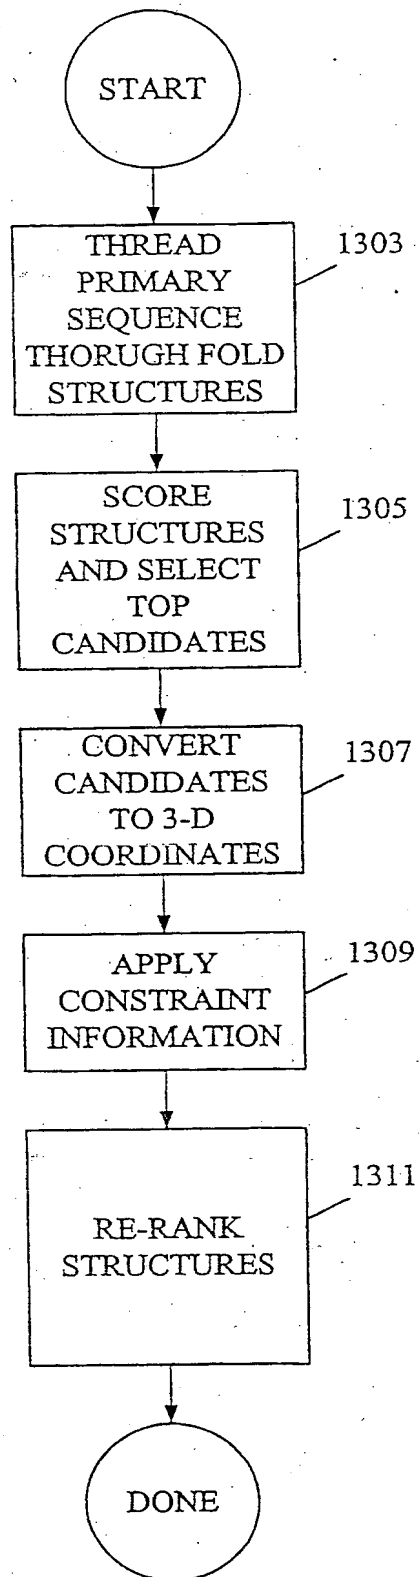 START
1303
THREAD
PRIMARY
SEQUENCE
THORUGH FOLD
STRUCTURES
1305
SCORE
STRUCTURES
AND SELECT
TOP
CANDIDATES
1307
CONVERT
CANDIDATES
TO 3-D
COORDINATES
1309
APPLY
CONSTRAINT
INFORMATION
1311
RE-RANK
STRUCTURES
DONE